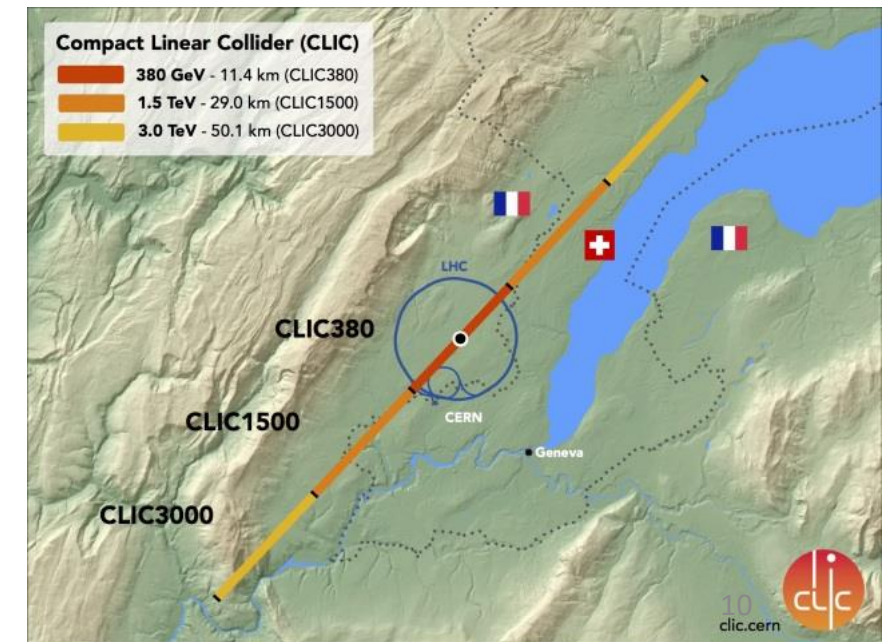 Compact Linear Collider (CLIC)
380 GeV - 11.4 km (CLIC380)
1.5 TeV - 29.0 km (CLIC1500)
3.0 TeV - 50.1 km (CLIC3000)
LHC
CLIC380
CLIC1500
CERN
Geneva
CLIC3000
clic
10
clic.cern